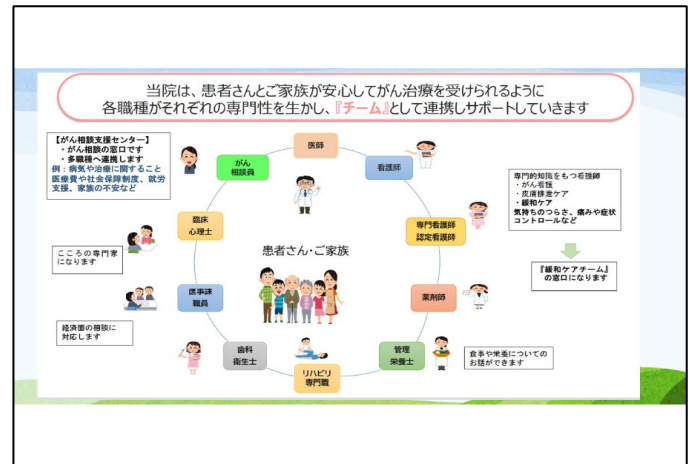 当院は、患者さんとご家族が安心してがん治療を受けられるように
各職種がそれぞれの専門性を生かし、『チーム』として連携しサポートしていきます
【がん相談支援センター】
・がん相談の窓口です
・多職種へ連携します
例：病気や治療に関すること
医療費や社会保障制度、就労
支援、家族の不安など
医師
がん
相談員
看護師
専門的知識をもつ看護師
・がん看護
・皮膚排泄ケア
・緩和ケア
気持ちのつらさ、痛みや症状
コントロールなど
臨床
心理士
専門看護師
認定看護師
こころの専門家
になります
患者さん・ご家族
『緩和ケアチーム』
の窓口になります
医事課
職員
薬剤師
経済面の相談に
対応します
歯科
衛生士
管理
栄養士
食事や栄養についての
お話ができます
リハビリ
専門職